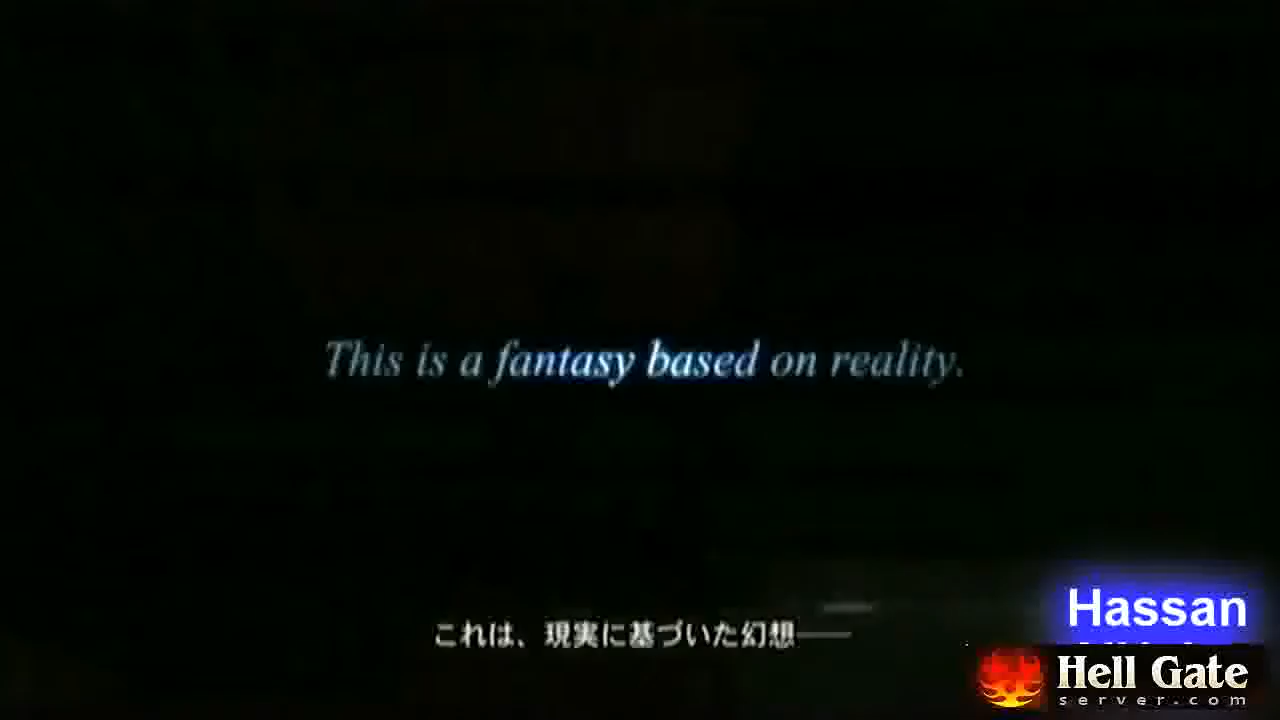 This is a fantasy based on reality.
これは、現実に基づいた幻想――
Hassan
Hell Gate
server.com